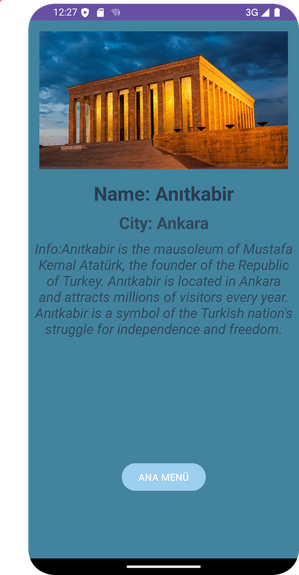 12:27
3G
Name: Anıtkabir
City: Ankara
Info:Anıtkabir is the mausoleum of Mustafa
Kemal Atatürk, the founder of the Republic
of Turkey. Anıtkabir is located in Ankara
and attracts millions of visitors every year.
Anıtkabir is a symbol of the Turkish nation's
struggle for independence and freedom.
ANA MENÜ